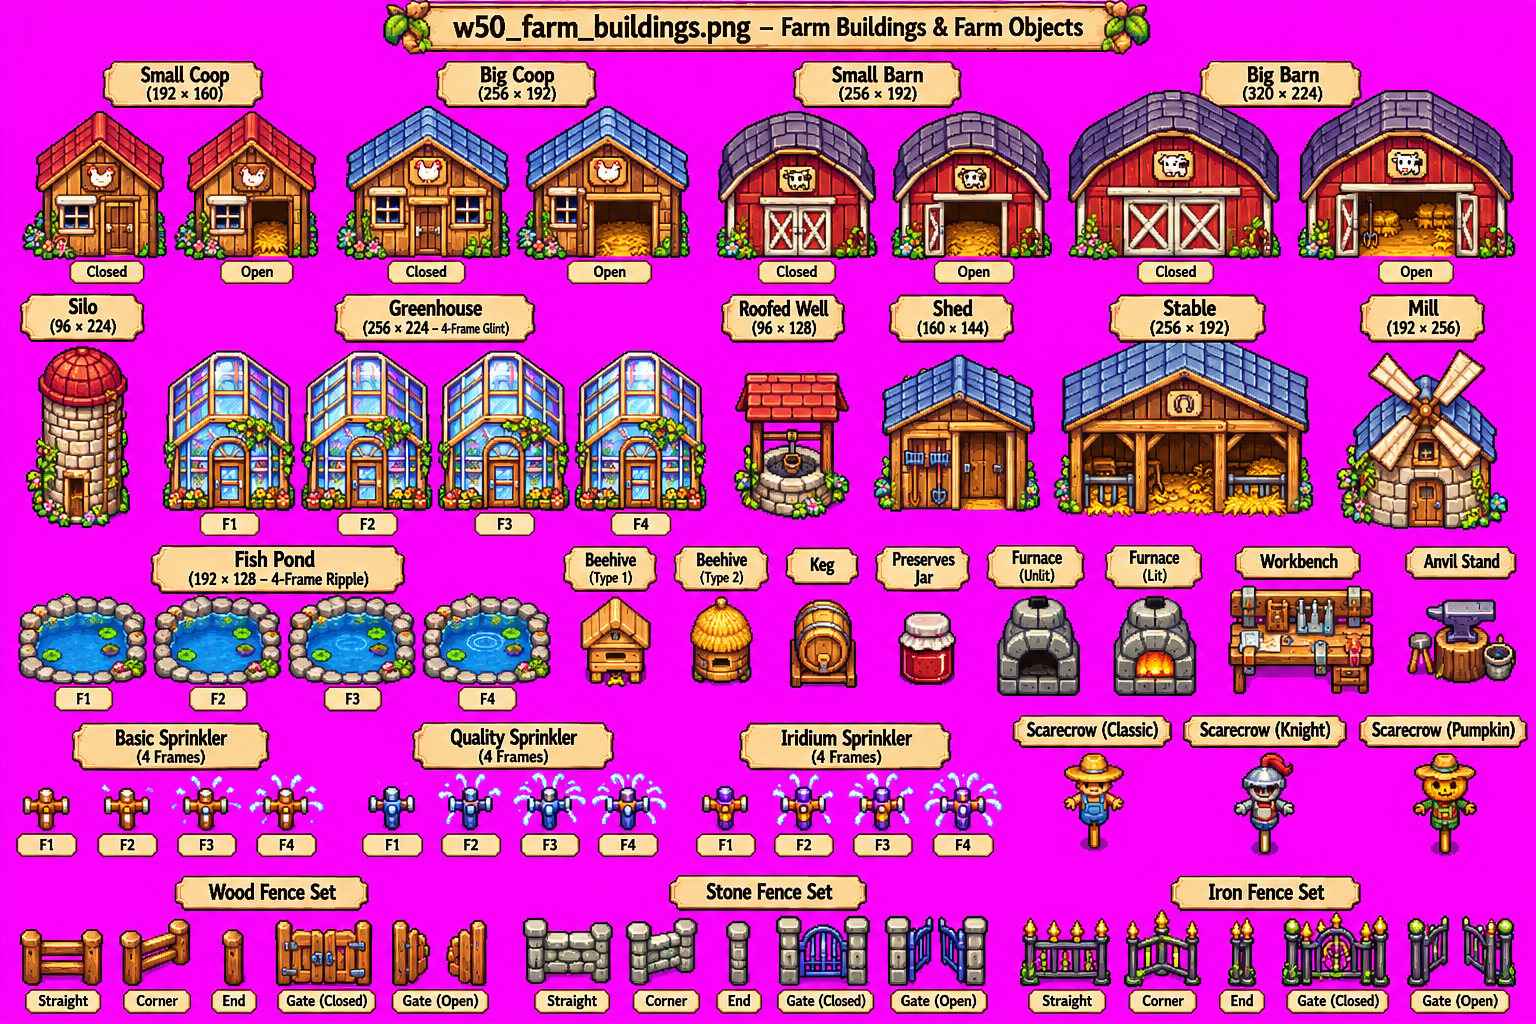 w50_farm_buildings.png – Farm Buildings & Farm Objects
Small Coop
(192 × 160)
Big Coop
(256 × 192)
Small Barn
(256 × 192)
Big Barn
(320 × 224)
Closed
Open
Closed
Open
Closed
Open
Closed
Open
Silo
(96 × 224)
Greenhouse
(256 × 224 – 4-Frame Glint)
Roofed Well
(96 × 128)
Shed
(160 × 144)
Stable
(256 × 192)
Mill
(192 × 256)
F1
F2
F3
F4
Fish Pond
(192 × 128 – 4-Frame Ripple)
Beehive
(Type 1)
Beehive
(Type 2)
Keg
Preserves
Jar
Furnace
(Unlit)
Furnace
(Lit)
Workbench
Anvil Stand
F1
F2
F3
F4
Basic Sprinkler
(4 Frames)
Quality Sprinkler
(4 Frames)
Iridium Sprinkler
(4 Frames)
Scarecrow (Classic)
Scarecrow (Knight)
Scarecrow (Pumpkin)
F1
F2
F3
F4
F1
F2
F3
F4
F1
F2
F3
F4
Wood Fence Set
Stone Fence Set
Iron Fence Set
Straight
Corner
End
Gate (Closed)
Gate (Open)
Straight
Corner
End
Gate (Closed)
Gate (Open)
Straight
Corner
End
Gate (Closed)
Gate (Open)